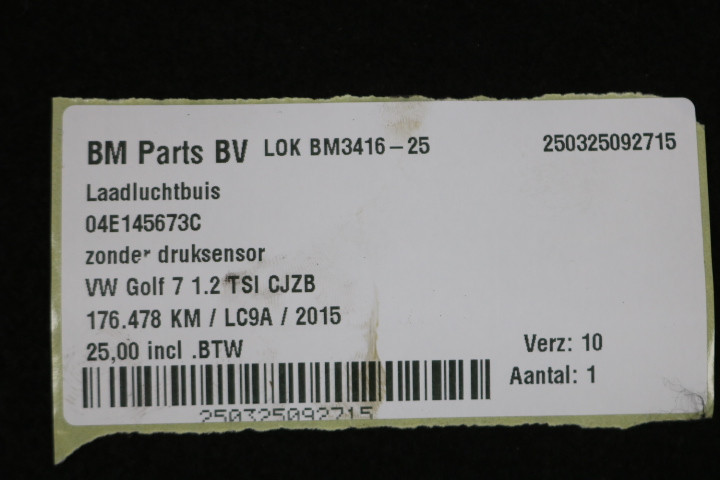 BM Parts BV LOK BM3416-25 250325092715
Laadluchtbuis
04E145673C
zonder druksensor
VW Golf 7 1.2 TSI CJZB
176.478 KM / LC9A / 2015
25,00 incl .BTW
Verz: 10
Aantal: 1
250325092715